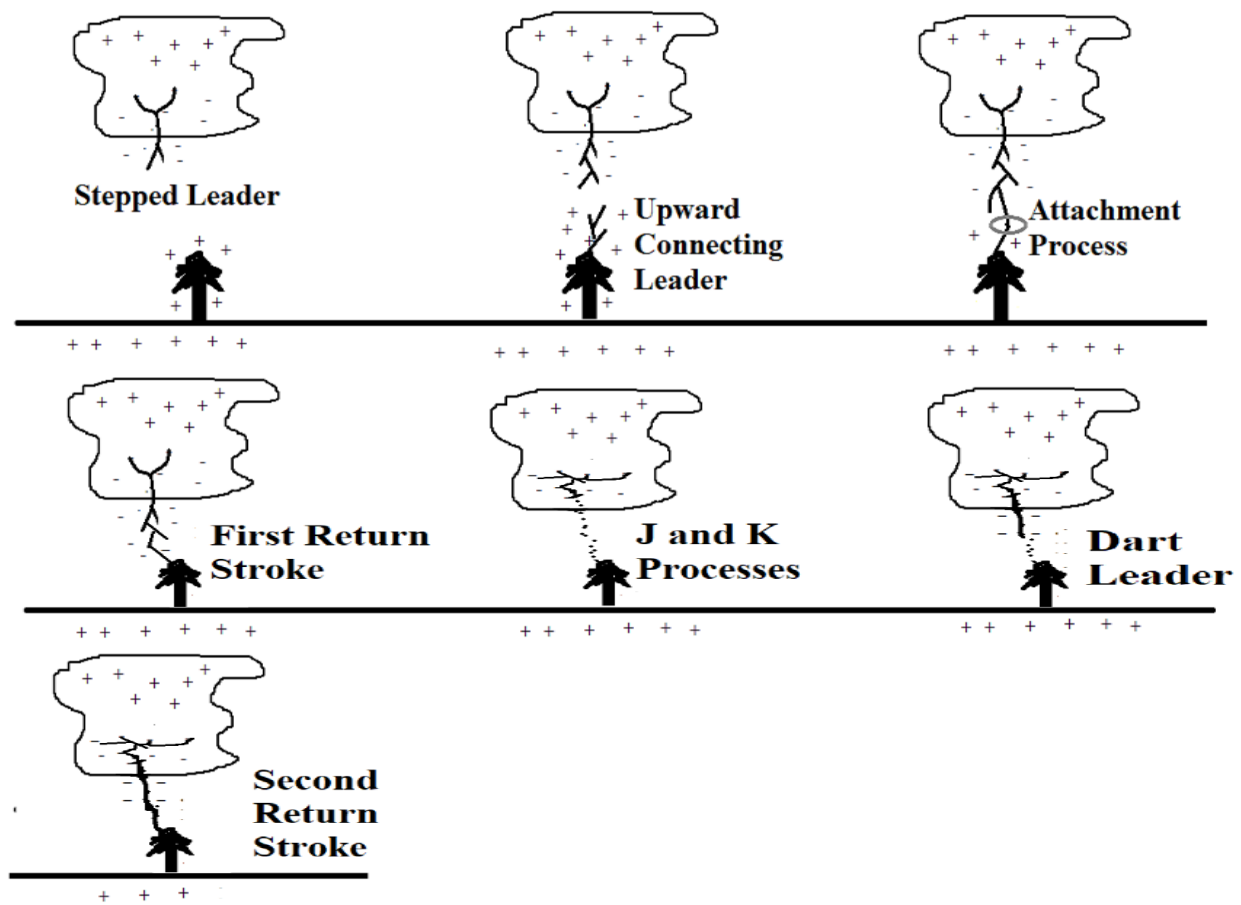 Stepped Leader
Upward
Connecting
Leader
Attachment
Process
First Return
Stroke
J and K
Processes
Dart
Leader
Second
Return
Stroke